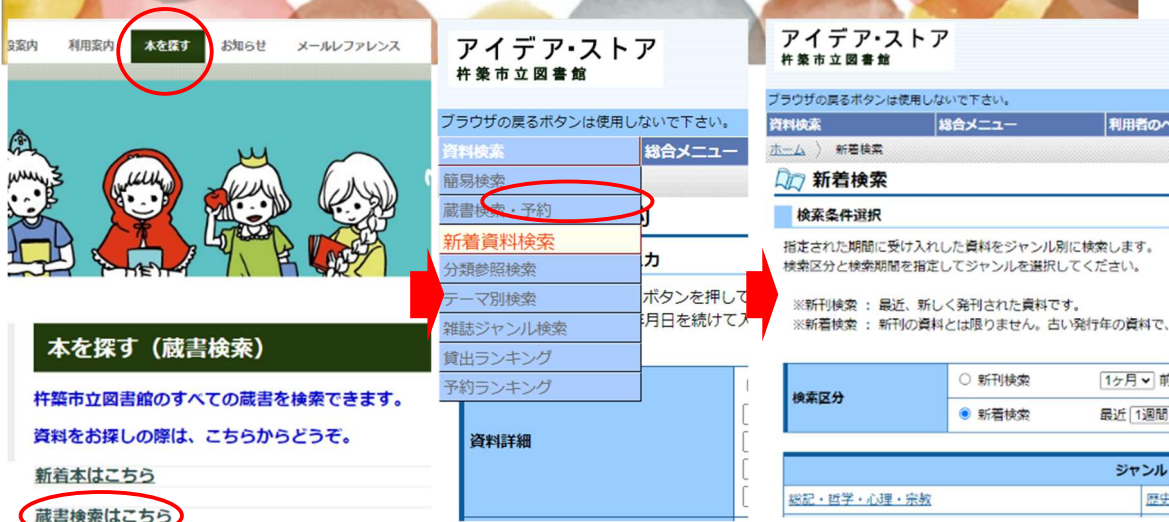 設案内
利用案内
本を探す
お知らせ
メールレファレンス
本を探す（蔵書検索）
杵築市立図書館のすべての蔵書を検索できます。
資料をお探しの際は、こちらからどうぞ。
新着本はこちら
蔵書検索はこちら
アイデア・ストア
杵築市立図書館
ブラウザの戻るボタンは使用しないで下さい。
資料検索
総合メニュー
簡易検索
蔵書検索・予約
新着資料検索
分類参照検索
テーマ別検索
雑誌ジャンル検索
貸出ランキング
予約ランキング
力
ボタンを押して
月日を続けて入
資料詳細
アイデア・ストア
杵築市立図書館
ブラウザの戻るボタンは使用しないで下さい。
資料検索
総合メニュー
利用者のペ
ホーム 〉 新着検索
新着検索
検索条件選択
指定された期間に受け入れした資料をジャンル別に検索します。
検索区分と検索期間を指定してジャンルを選択してください。
※新刊検索 ： 最近、新しく発刊された資料です。
※新着検索 ： 新刊の資料とは限りません。古い発行年の資料で、
検索区分
新刊検索
1ヶ月 前
新着検索
最近 1週間
ジャンル
総記・哲学・心理・宗教
歴史